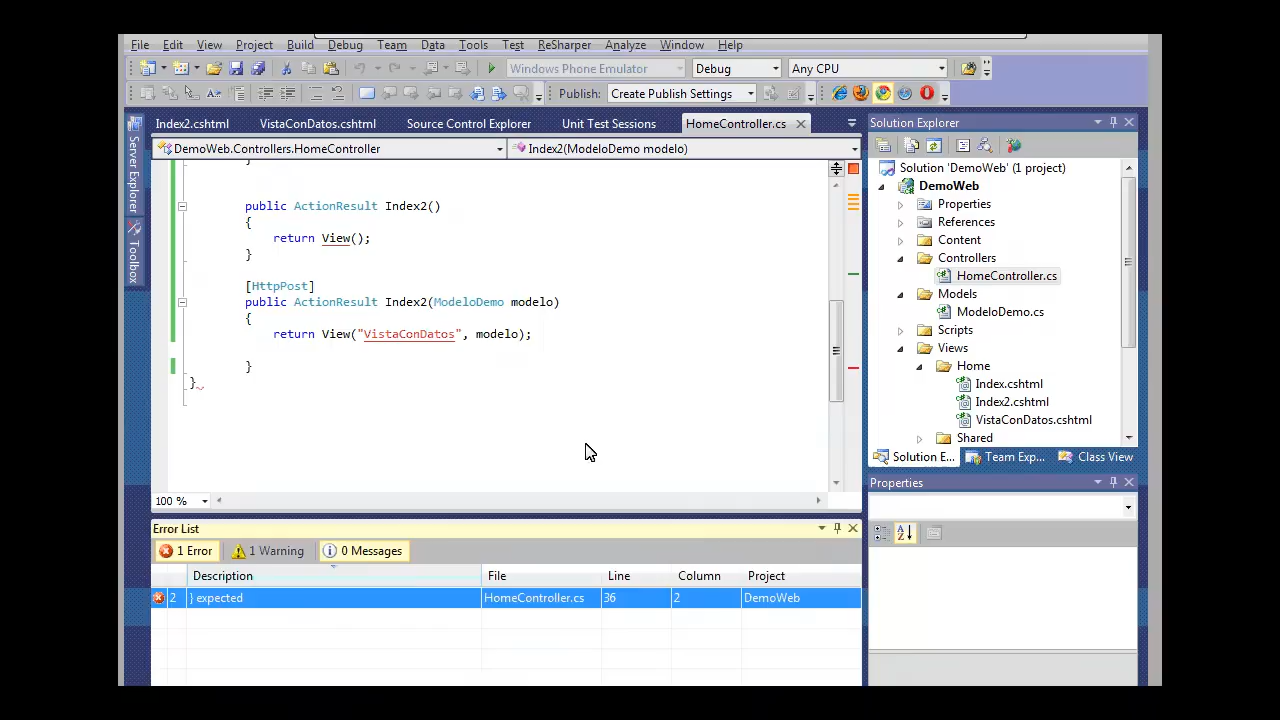 File Edit View Project Build Debug Team Data Tools Test ReSharper Analyze Window Help
Windows Phone Emulator Debug Any CPU
Publish: Create Publish Settings
Index2.cshtml VistaConDatos.cshtml Source Control Explorer Unit Test Sessions HomeController.cs
DemoWeb.Controllers.HomeController Index2(ModeloDemo modelo)
Server Explorer
Toolbox
}
public ActionResult Index2()
{
return View();
}
[HttpPost]
public ActionResult Index2(ModeloDemo modelo)
{
return View("VistaConDatos", modelo);
}
}
100 %
Solution Explorer
Solution 'DemoWeb' (1 project)
DemoWeb
Properties
References
Content
Controllers
HomeController.cs
Models
ModeloDemo.cs
Scripts
Views
Home
Index.cshtml
Index2.cshtml
VistaConDatos.cshtml
Shared
Solution E... Team Exp... Class View
Properties
Error List
1 Error 1 Warning 0 Messages
Description File Line Column Project
2 } expected HomeController.cs 36 2 DemoWeb